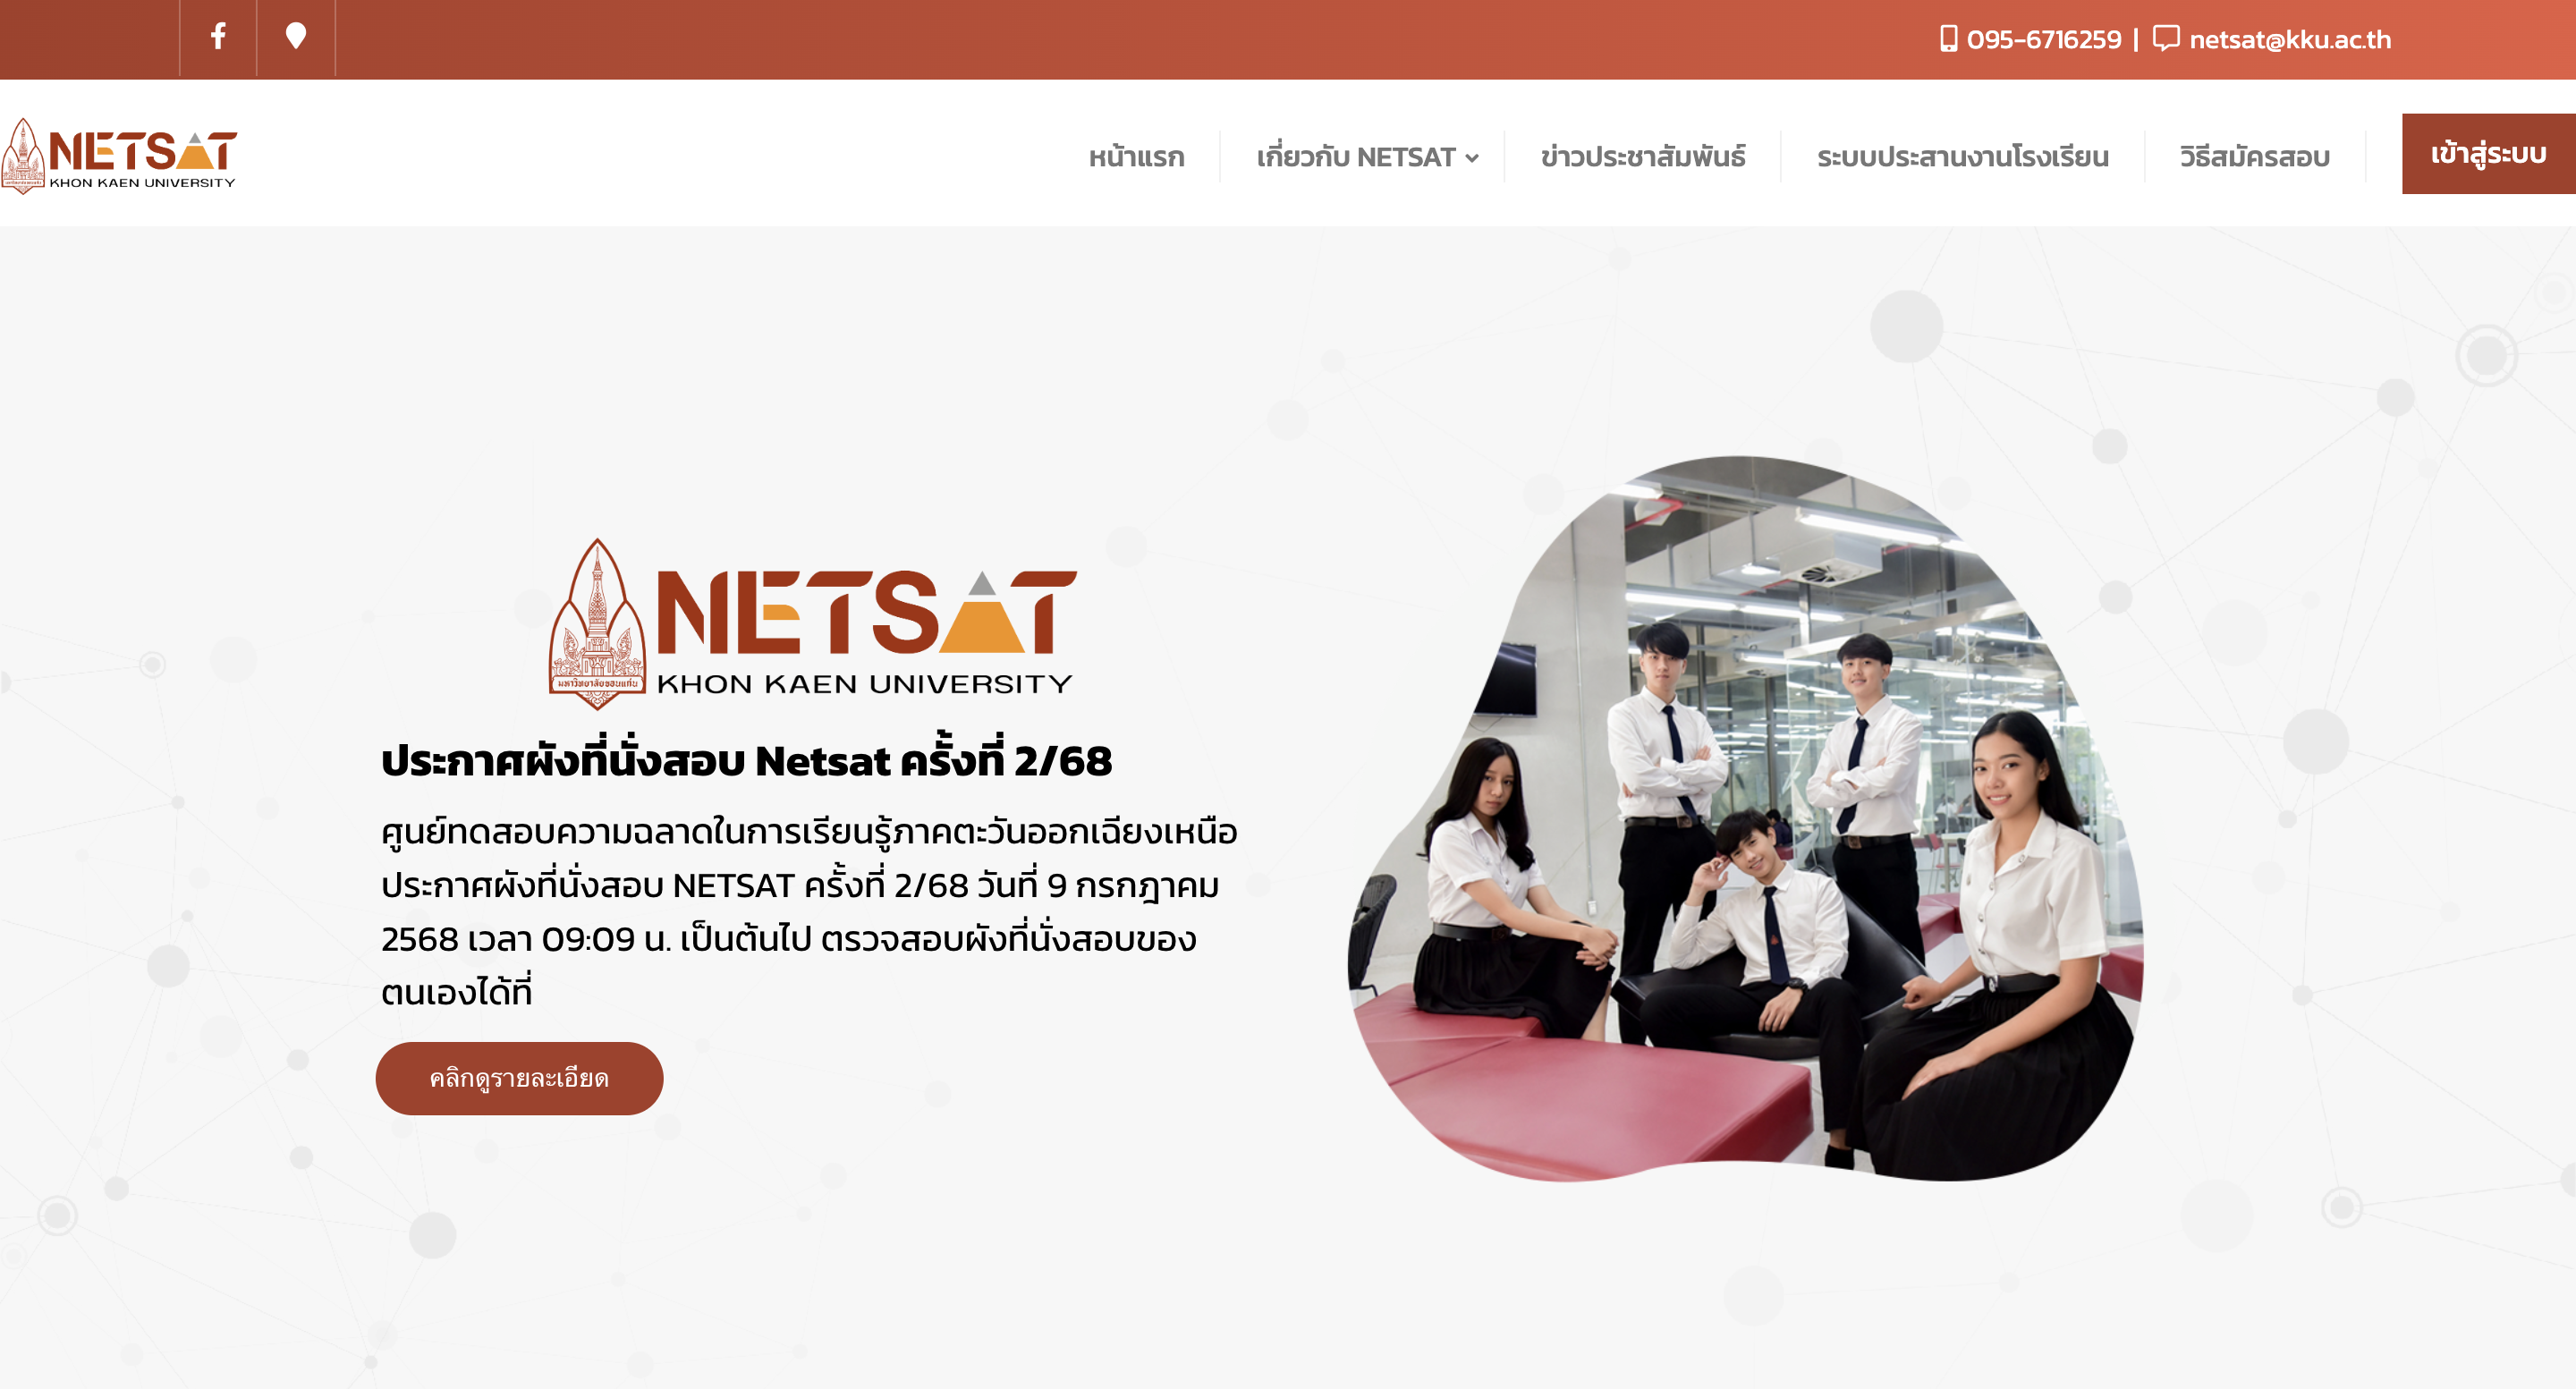 095-6716259 | netsat@kku.ac.th
NETSAT
KHON KAEN UNIVERSITY
หน้าแรก
เกี่ยวกับ NETSAT
ข่าวประชาสัมพันธ์
ระบบประสานงานโรงเรียน
วิธีสมัครสอบ
เข้าสู่ระบบ
NETSAT
มหาวิทยาลัยขอนแก่น
KHON KAEN UNIVERSITY
ประกาศผังที่นั่งสอบ Netsat ครั้งที่ 2/68
ศูนย์ทดสอบความฉลาดในการเรียนรู้ภาคตะวันออกเฉียงเหนือ
ประกาศผังที่นั่งสอบ NETSAT ครั้งที่ 2/68 วันที่ 9 กรกฎาคม
2568 เวลา 09:09 น. เป็นต้นไป ตรวจสอบผังที่นั่งสอบของ
ตนเองได้ที่
คลิกดูรายละเอียด